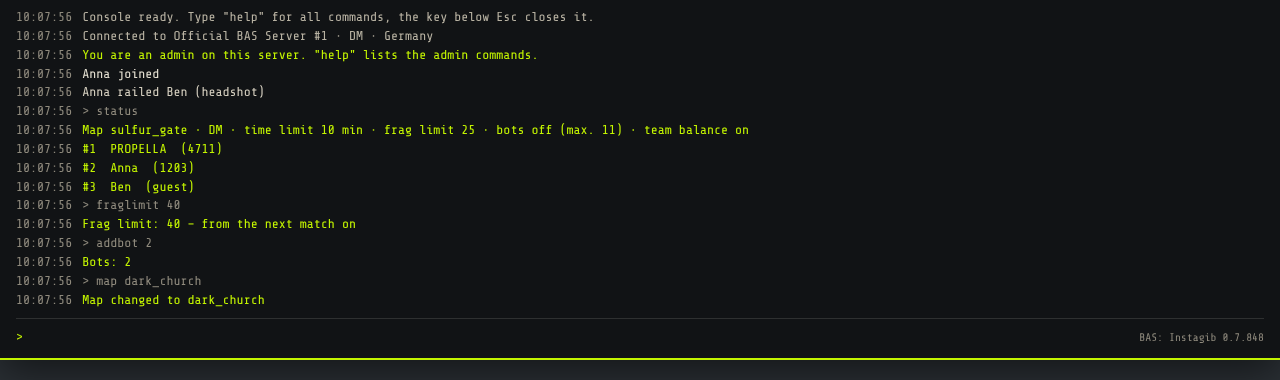 10:07:56 Console ready. Type "help" for all commands, the key below Esc closes it.
10:07:56 Connected to Official BAS Server #1 · DM · Germany
10:07:56 You are an admin on this server. "help" lists the admin commands.
10:07:56 Anna joined
10:07:56 Anna railed Ben (headshot)
10:07:56 > status
10:07:56 Map sulfur_gate · DM · time limit 10 min · frag limit 25 · bots off (max. 11) · team balance on
10:07:56 #1  PROPELLA  (4711)
10:07:56 #2  Anna  (1203)
10:07:56 #3  Ben  (guest)
10:07:56 > fraglimit 40
10:07:56 Frag limit: 40 – from the next match on
10:07:56 > addbot 2
10:07:56 Bots: 2
10:07:56 > map dark_church
10:07:56 Map changed to dark_church
>
BAS: Instagib 0.7.848